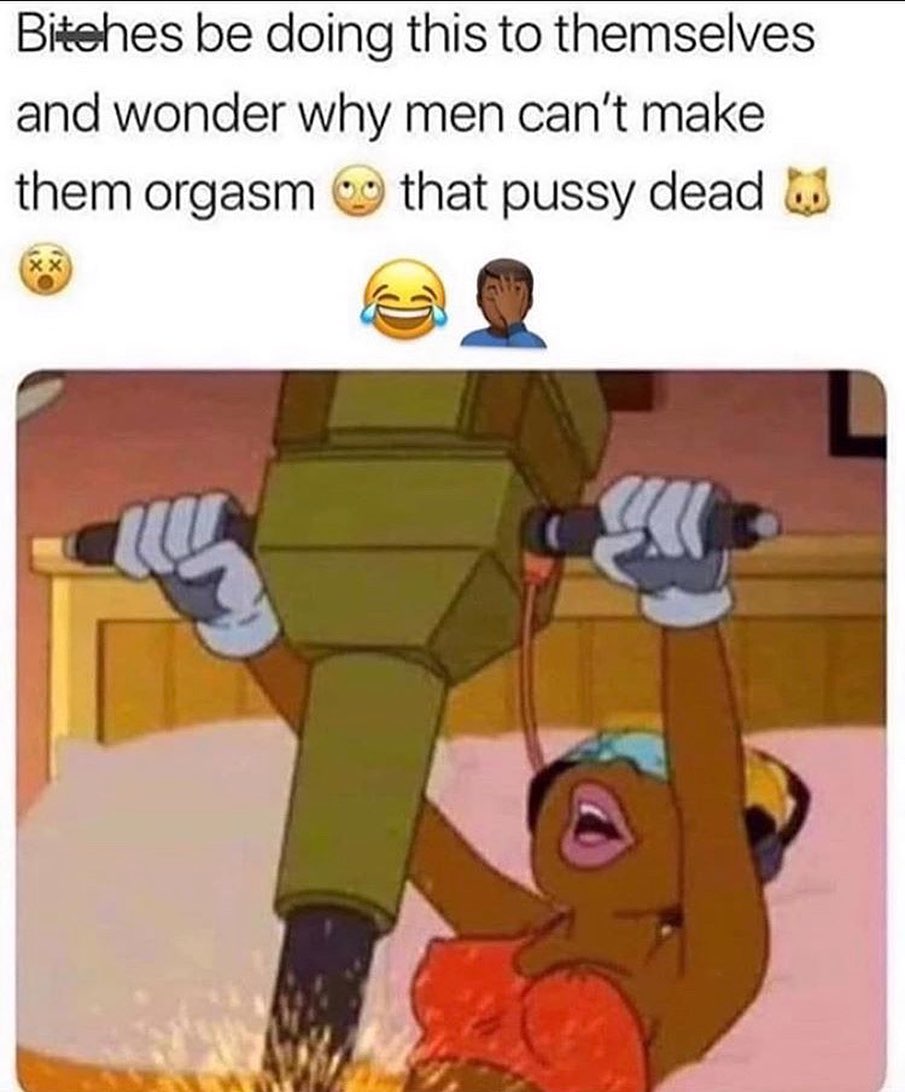 Bitches be doing this to themselves
and wonder why men can't make
them orgasm 🙄 that pussy dead 🐱
😵
😂 🤦🏿‍♂️